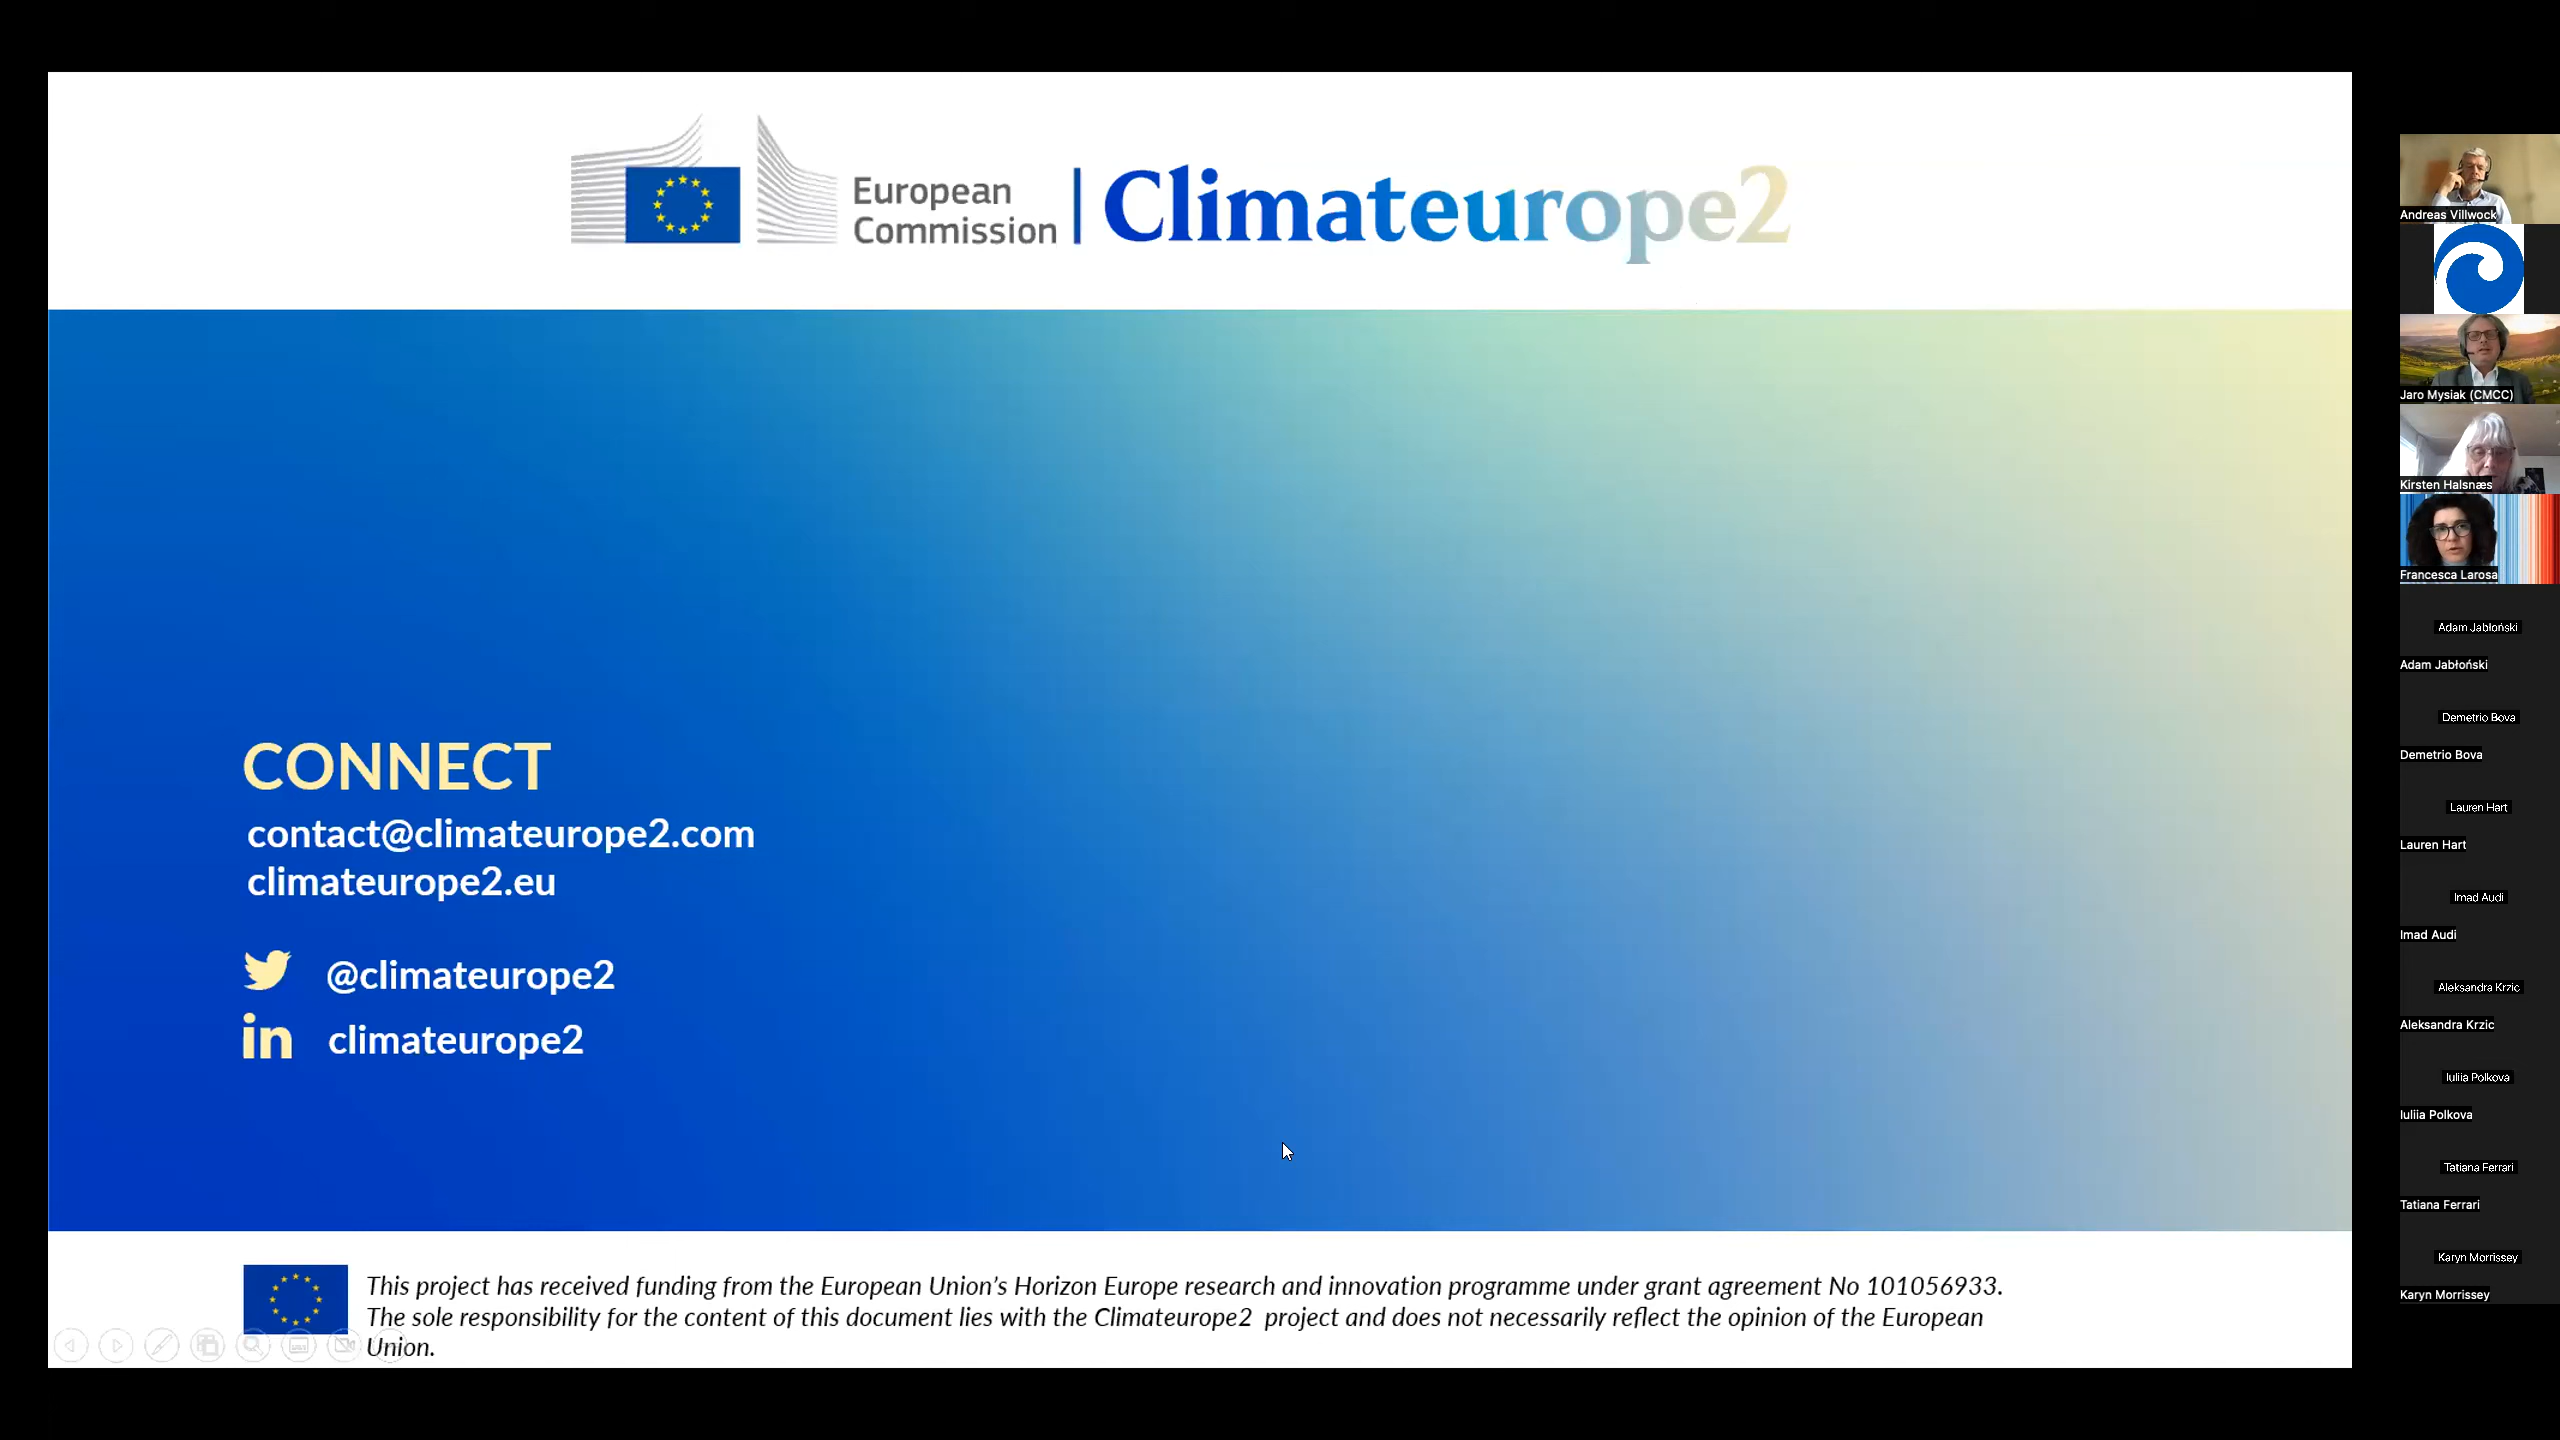 European
Commission
Climateurope2
CONNECT
contact@climateurope2.com
climateurope2.eu
@climateurope2
in climateurope2
This project has received funding from the European Union’s Horizon Europe research and innovation programme under grant agreement No 101056933.
The sole responsibility for the content of this document lies with the Climateurope2 project and does not necessarily reflect the opinion of the European
Union.
Andreas Villwock
Jaro Mysiak (CMCC)
Kirsten Halsnæs
Francesca Larosa
Adam Jabłoński
Adam Jabłoński
Demetrio Bova
Demetrio Bova
Lauren Hart
Lauren Hart
Imad Audi
Imad Audi
Aleksandra Krzic
Aleksandra Krzic
Iuliia Polkova
Iuliia Polkova
Tatiana Ferrari
Tatiana Ferrari
Karyn Morrissey
Karyn Morrissey